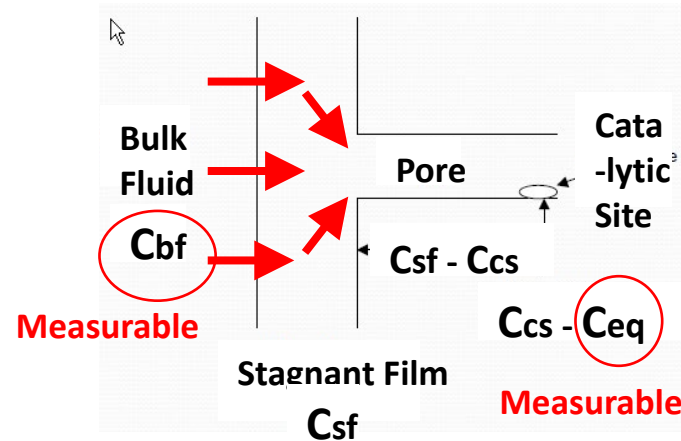 Bulk
Fluid
Cbf
Measurable
Pore
Cata
-lytic
Site
Csf - Ccs
Ccs - Ceq
Measurable
Stagnant Film
Csf